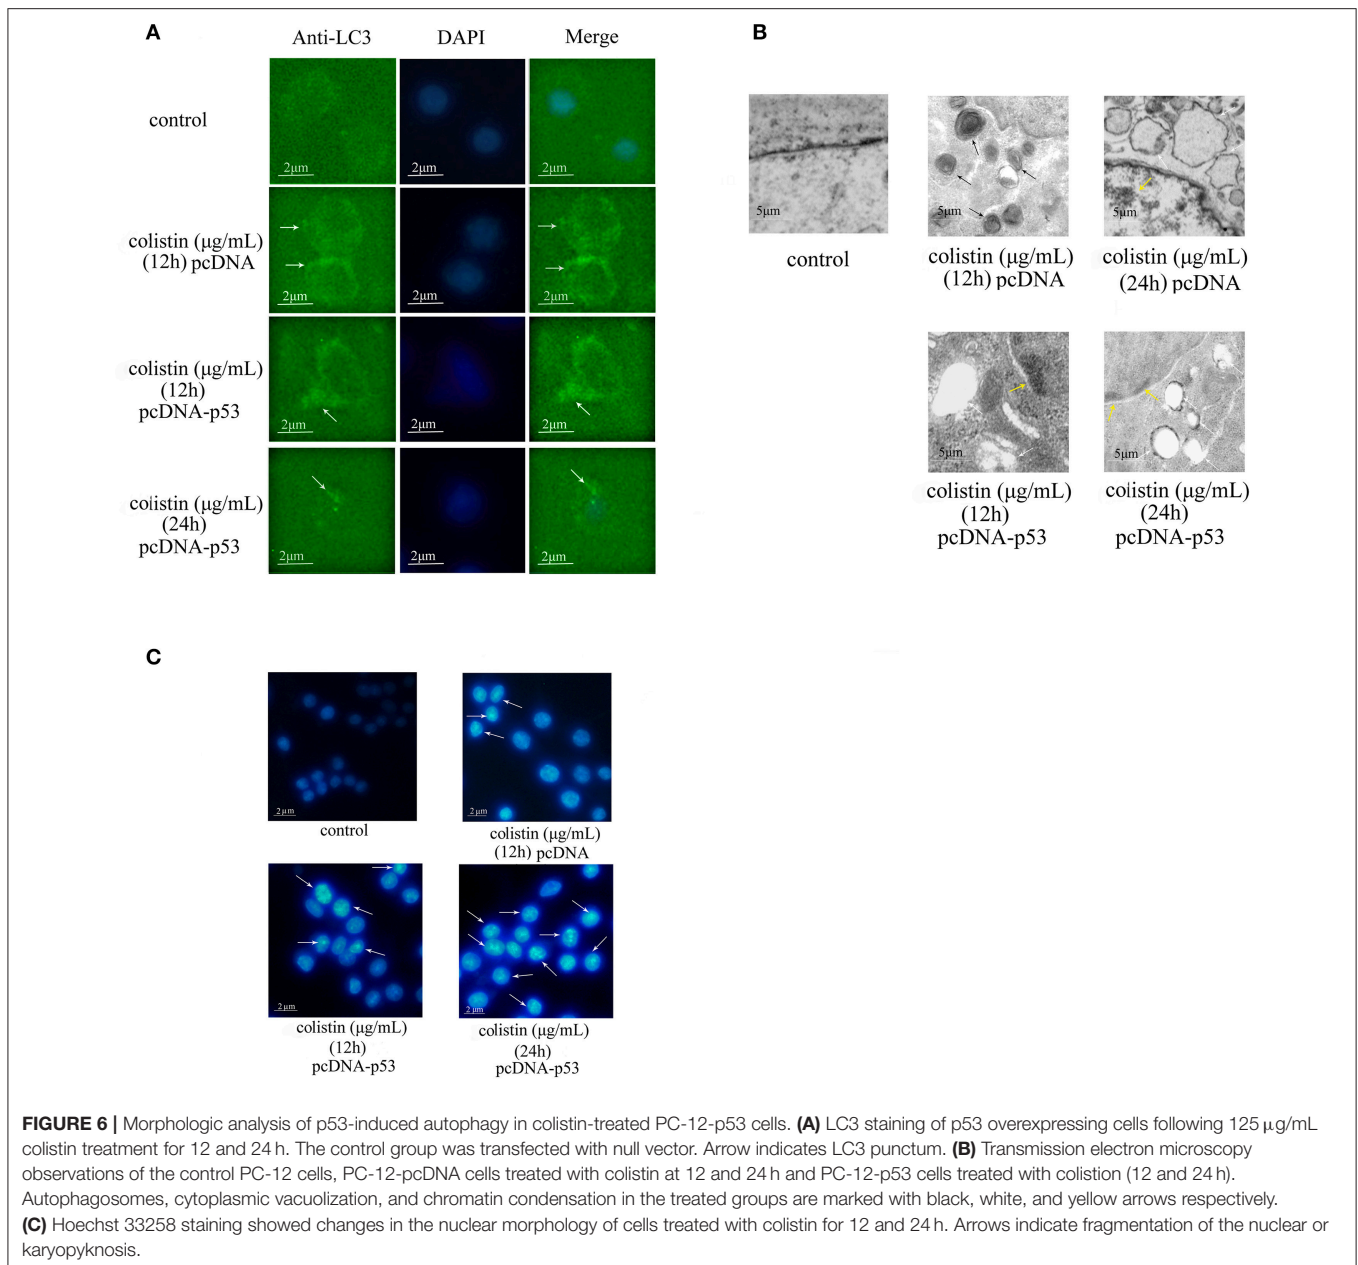 A
Anti-LC3 DAPI Merge
control
2μm 2μm 2μm
colistin (μg/mL)
(12h) pcDNA
2μm 2μm 2μm
colistin (μg/mL)
(12h)
pcDNA-p53
2μm 2μm 2μm
colistin (μg/mL)
(24h)
pcDNA-p53
2μm 2μm 2μm
B
5μm 5μm 5μm
control
colistin (μg/mL)
(12h) pcDNA
colistin (μg/mL)
(24h) pcDNA
5μm 5μm
colistin (μg/mL)
(12h)
pcDNA-p53
colistin (μg/mL)
(24h)
pcDNA-p53
C
2 μm 2 μm
control
colistin (μg/mL)
(12h) pcDNA
2 μm 2 μm
colistin (μg/mL)
(12h)
pcDNA-p53
colistin (μg/mL)
(24h)
pcDNA-p53
FIGURE 6 | Morphologic analysis of p53-induced autophagy in colistin-treated PC-12-p53 cells. (A) LC3 staining of p53 overexpressing cells following 125 μg/mL
colistin treatment for 12 and 24 h. The control group was transfected with null vector. Arrow indicates LC3 punctum. (B) Transmission electron microscopy
observations of the control PC-12 cells, PC-12-pcDNA cells treated with colistin at 12 and 24 h and PC-12-p53 cells treated with colistion (12 and 24 h).
Autophagosomes, cytoplasmic vacuolization, and chromatin condensation in the treated groups are marked with black, white, and yellow arrows respectively.
(C) Hoechst 33258 staining showed changes in the nuclear morphology of cells treated with colistin for 12 and 24 h. Arrows indicate fragmentation of the nuclear or
karyopyknosis.